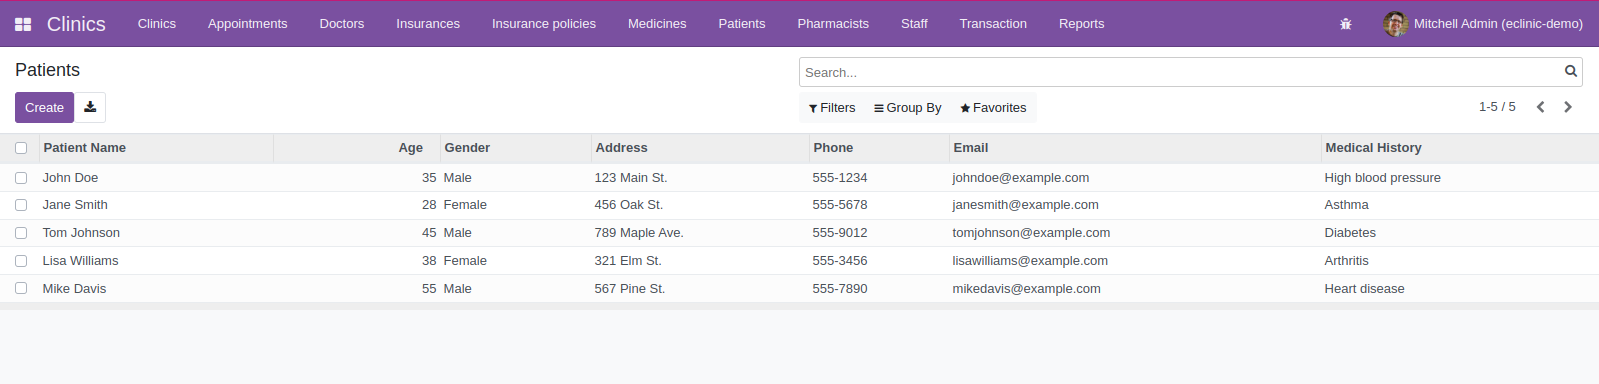 Clinics Clinics Appointments Doctors Insurances Insurance policies Medicines Patients Pharmacists Staff Transaction Reports Mitchell Admin (eclinic-demo)
Patients Search...
Create Filters Group By Favorites 1-5 / 5
Patient Name Age Gender Address Phone Email Medical History
John Doe 35 Male 123 Main St. 555-1234 johndoe@example.com High blood pressure
Jane Smith 28 Female 456 Oak St. 555-5678 janesmith@example.com Asthma
Tom Johnson 45 Male 789 Maple Ave. 555-9012 tomjohnson@example.com Diabetes
Lisa Williams 38 Female 321 Elm St. 555-3456 lisawilliams@example.com Arthritis
Mike Davis 55 Male 567 Pine St. 555-7890 mikedavis@example.com Heart disease